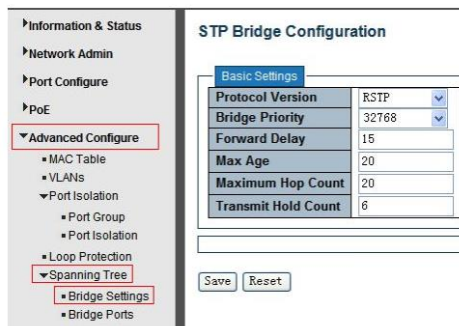 Information & Status
Network Admin
Port Configure
PoE
Advanced Configure
MAC Table
VLANs
Port Isolation
Port Group
Port Isolation
Loop Protection
Spanning Tree
Bridge Settings
Bridge Ports
STP Bridge Configuration
Basic Settings
Protocol Version RSTP
Bridge Priority 32768
Forward Delay 15
Max Age 20
Maximum Hop Count 20
Transmit Hold Count 6
Save Reset